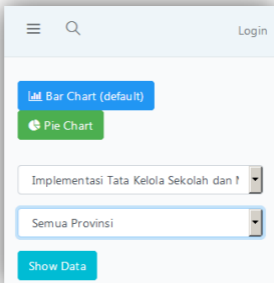 Login
Bar Chart (default)
Pie Chart
Implementasi Tata Kelola Sekolah dan
Semua Provinsi
Show Data